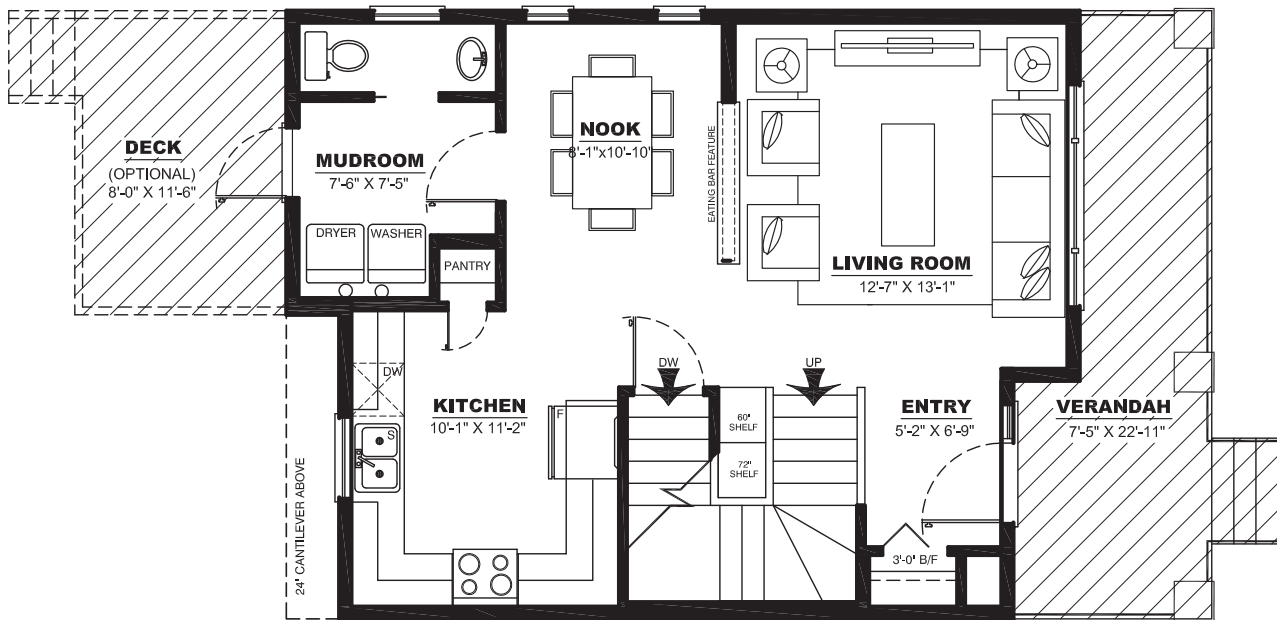 DECK
(OPTIONAL)
8'-0" X 11'-6"
MUDROOM
7'-6" X 7'-5"
DRYER
WASHER
PANTRY
NOOK
8'-1"x10'-10"
EATING BAR FEATURE
LIVING ROOM
12'-7" X 13'-1"
DW
KITCHEN
10'-1" X 11'-2"
S
F
24' CANTILEVER ABOVE
DW
UP
60"
SHELF
72"
SHELF
ENTRY
5'-2" X 6'-9"
3'-0' B/F
VERANDAH
7'-5" X 22'-11"